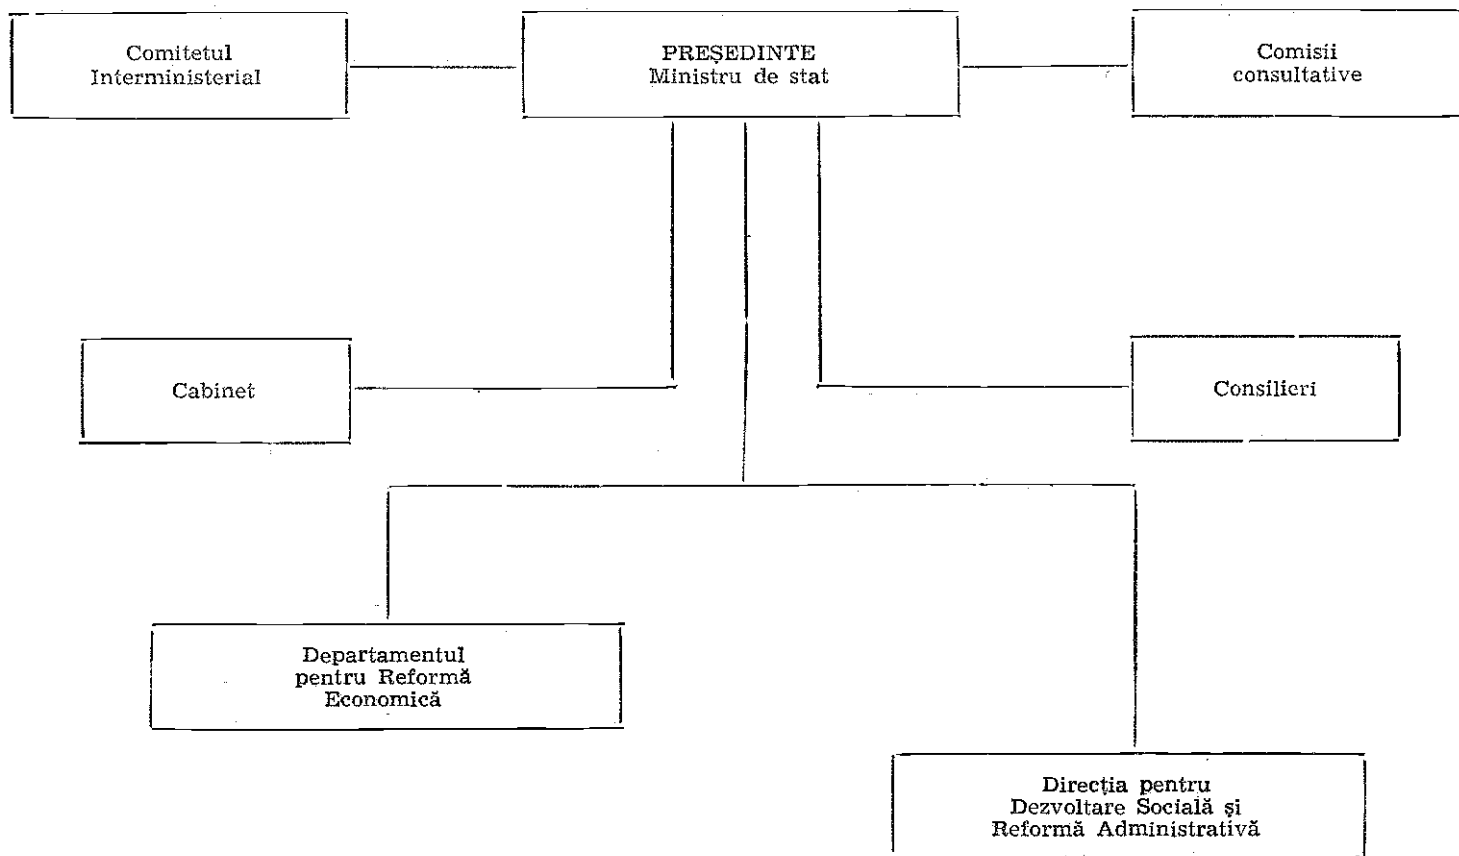 Comitetul
Interministerial
PREȘEDINTE
Ministru de stat
Comisii
consultative
Cabinet
Consilieri
Departamentul
pentru Reformă
Economică
Direcția pentru
Dezvoltare Socială și
Reformă Administrativă